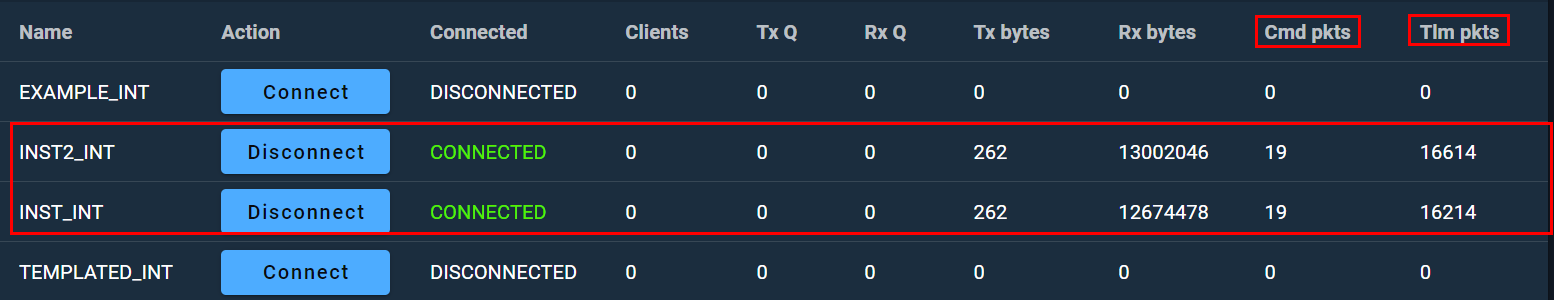 Name Action Connected Clients Tx Q Rx Q Tx bytes Rx bytes Cmd pkts Tlm pkts
EXAMPLE_INT Connect DISCONNECTED 0 0 0 0 0 0 0
INST2_INT Disconnect CONNECTED 0 0 0 262 13002046 19 16614
INST_INT Disconnect CONNECTED 0 0 0 262 12674478 19 16214
TEMPLATED_INT Connect DISCONNECTED 0 0 0 0 0 0 0